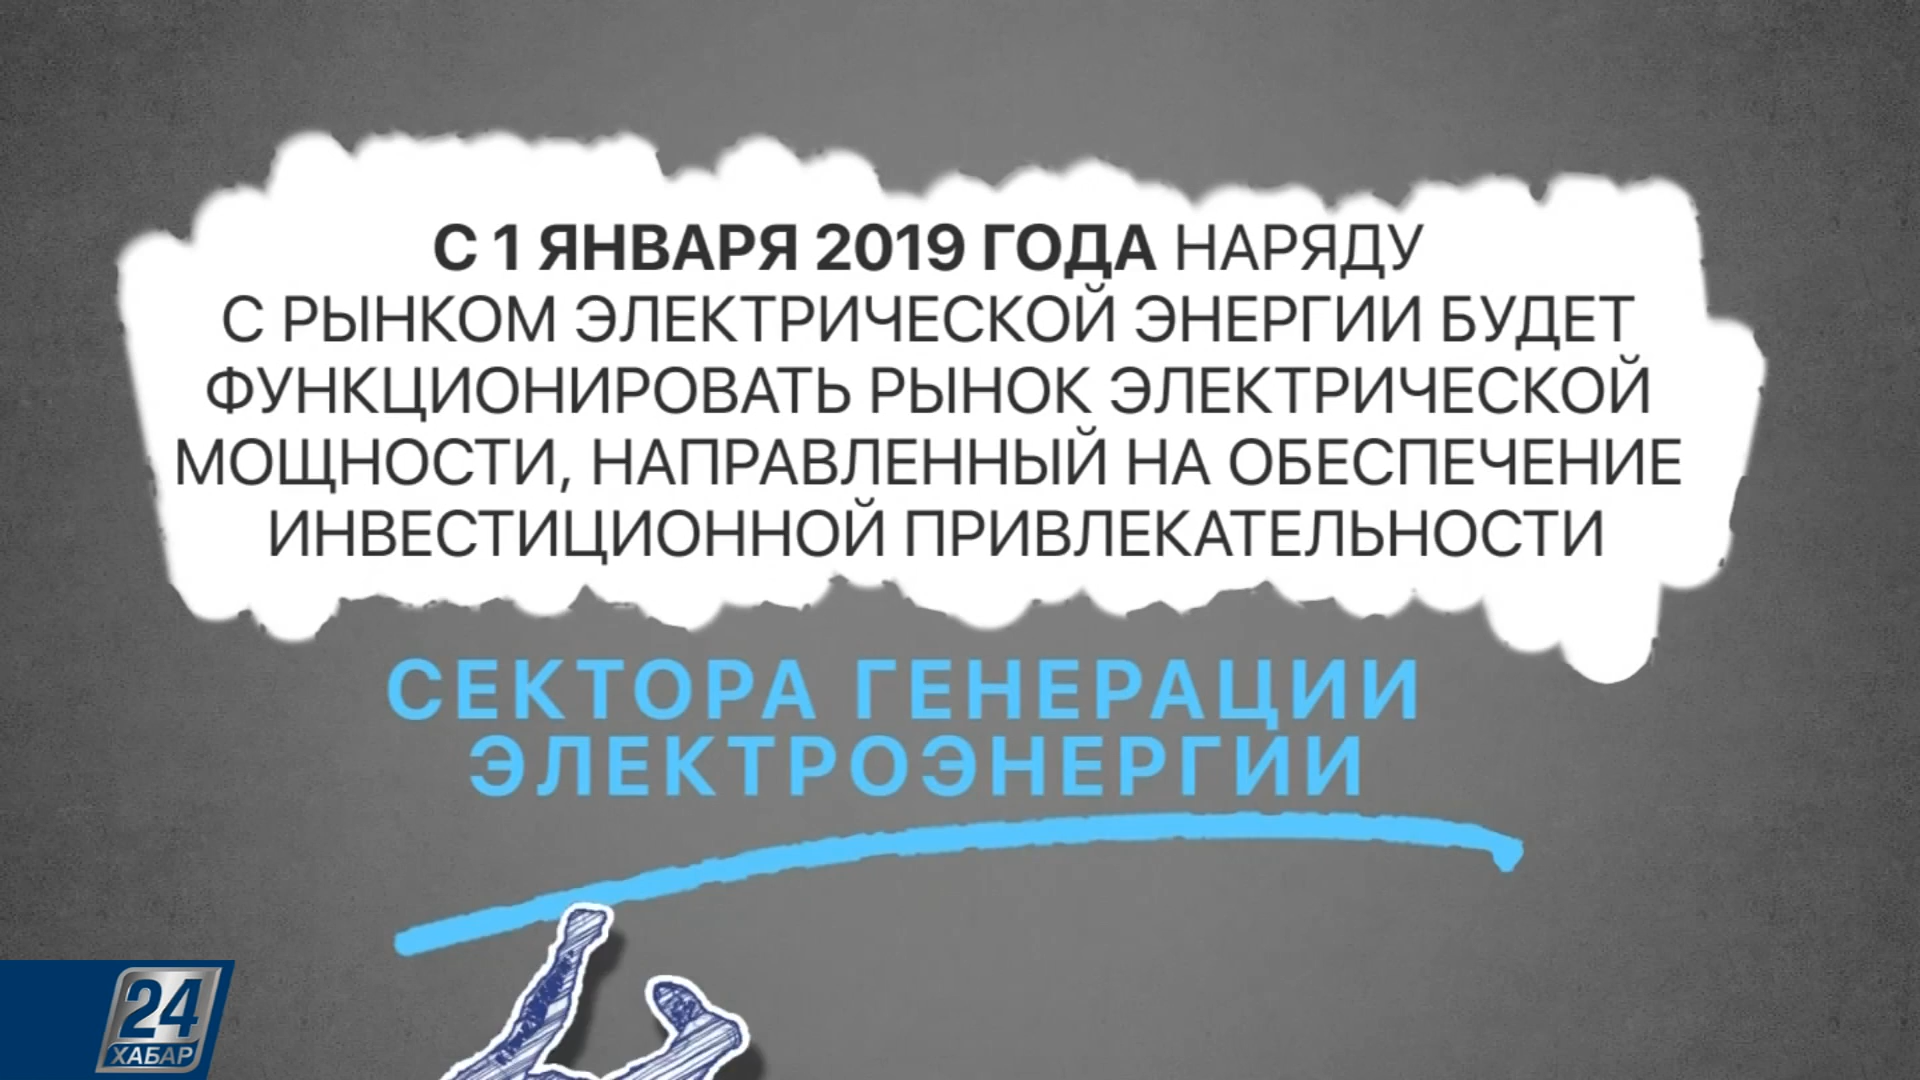 С 1 ЯНВАРЯ 2019 ГОДА НАРЯДУ
С РЫНКОМ ЭЛЕКТРИЧЕСКОЙ ЭНЕРГИИ БУДЕТ
ФУНКЦИОНИРОВАТЬ РЫНОК ЭЛЕКТРИЧЕСКОЙ
МОЩНОСТИ, НАПРАВЛЕННЫЙ НА ОБЕСПЕЧЕНИЕ
ИНВЕСТИЦИОННОЙ ПРИВЛЕКАТЕЛЬНОСТИ
СЕКТОРА ГЕНЕРАЦИИ
ЭЛЕКТРОЭНЕРГИИ
24
ХАБАР